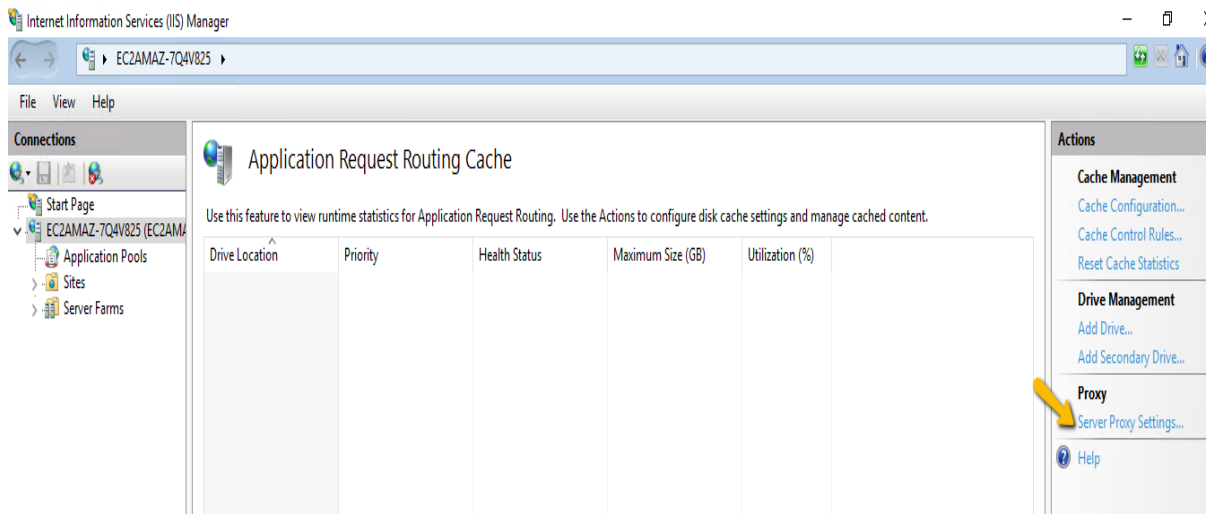 Internet Information Services (IIS) Manager
EC2AMAZ-7Q4V825
File View Help
Connections
Start Page
EC2AMAZ-7Q4V825 (EC2AMA
Application Pools
Sites
Server Farms
Application Request Routing Cache
Use this feature to view runtime statistics for Application Request Routing. Use the Actions to configure disk cache settings and manage cached content.
Drive Location Priority Health Status Maximum Size (GB) Utilization (%)
Actions
Cache Management
Cache Configuration...
Cache Control Rules...
Reset Cache Statistics
Drive Management
Add Drive...
Add Secondary Drive...
Proxy
Server Proxy Settings...
Help